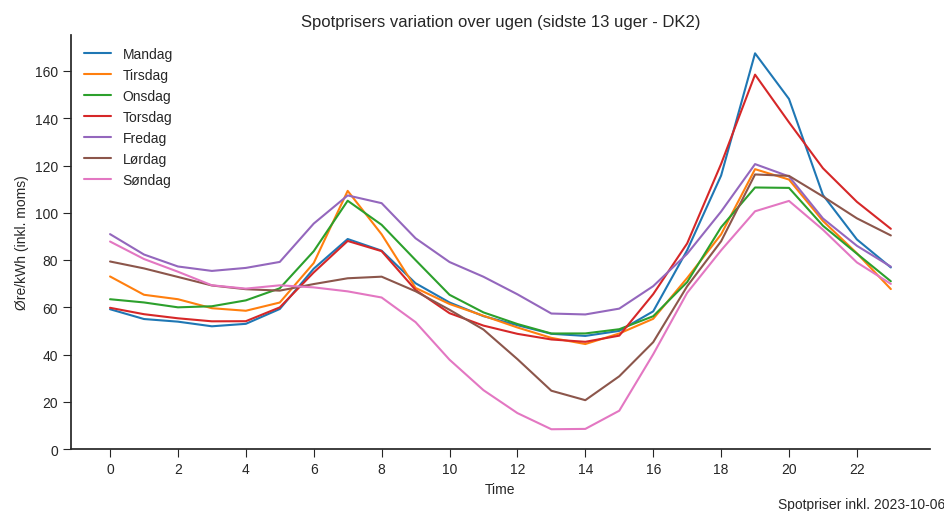 Spotprisers variation over ugen (sidste 13 uger - DK2)
Mandag
Tirsdag
Onsdag
Torsdag
Fredag
Lørdag
Søndag
Øre/kWh (inkl. moms)
160
140
120
100
80
60
40
20
0
0 2 4 6 8 10 12 14 16 18 20 22
Time
Spotpriser inkl. 2023-10-06